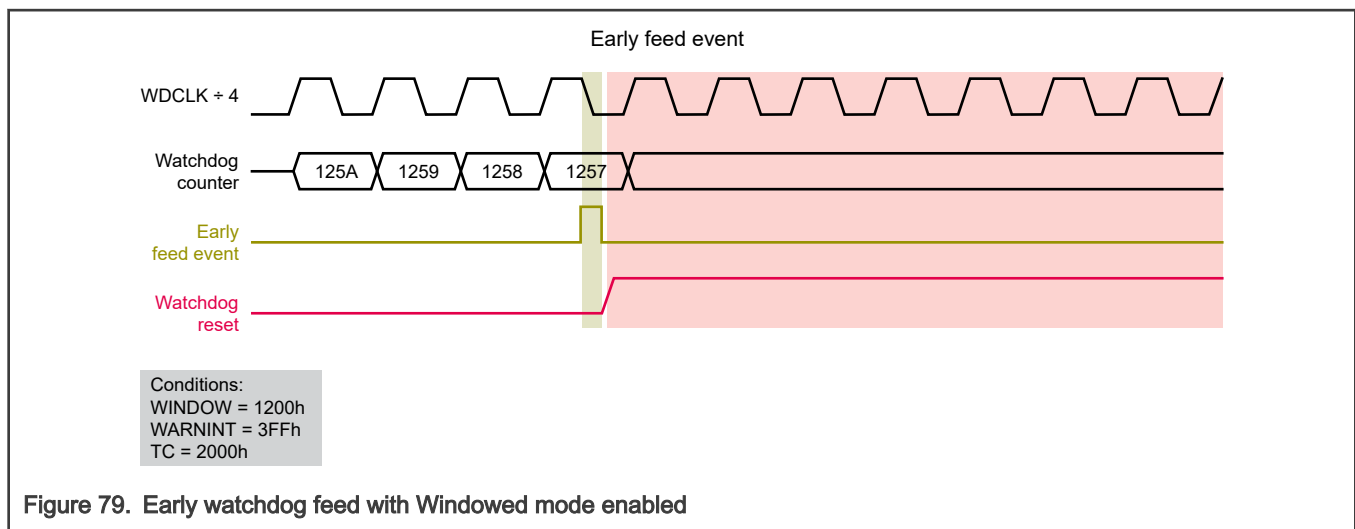 Early feed event
WDCLK ÷ 4
Watchdog
counter
125A
1259
1258
1257
Early
feed event
Watchdog
reset
Conditions:
WINDOW = 1200h
WARNINT = 3FFh
TC = 2000h
Figure 79. Early watchdog feed with Windowed mode enabled